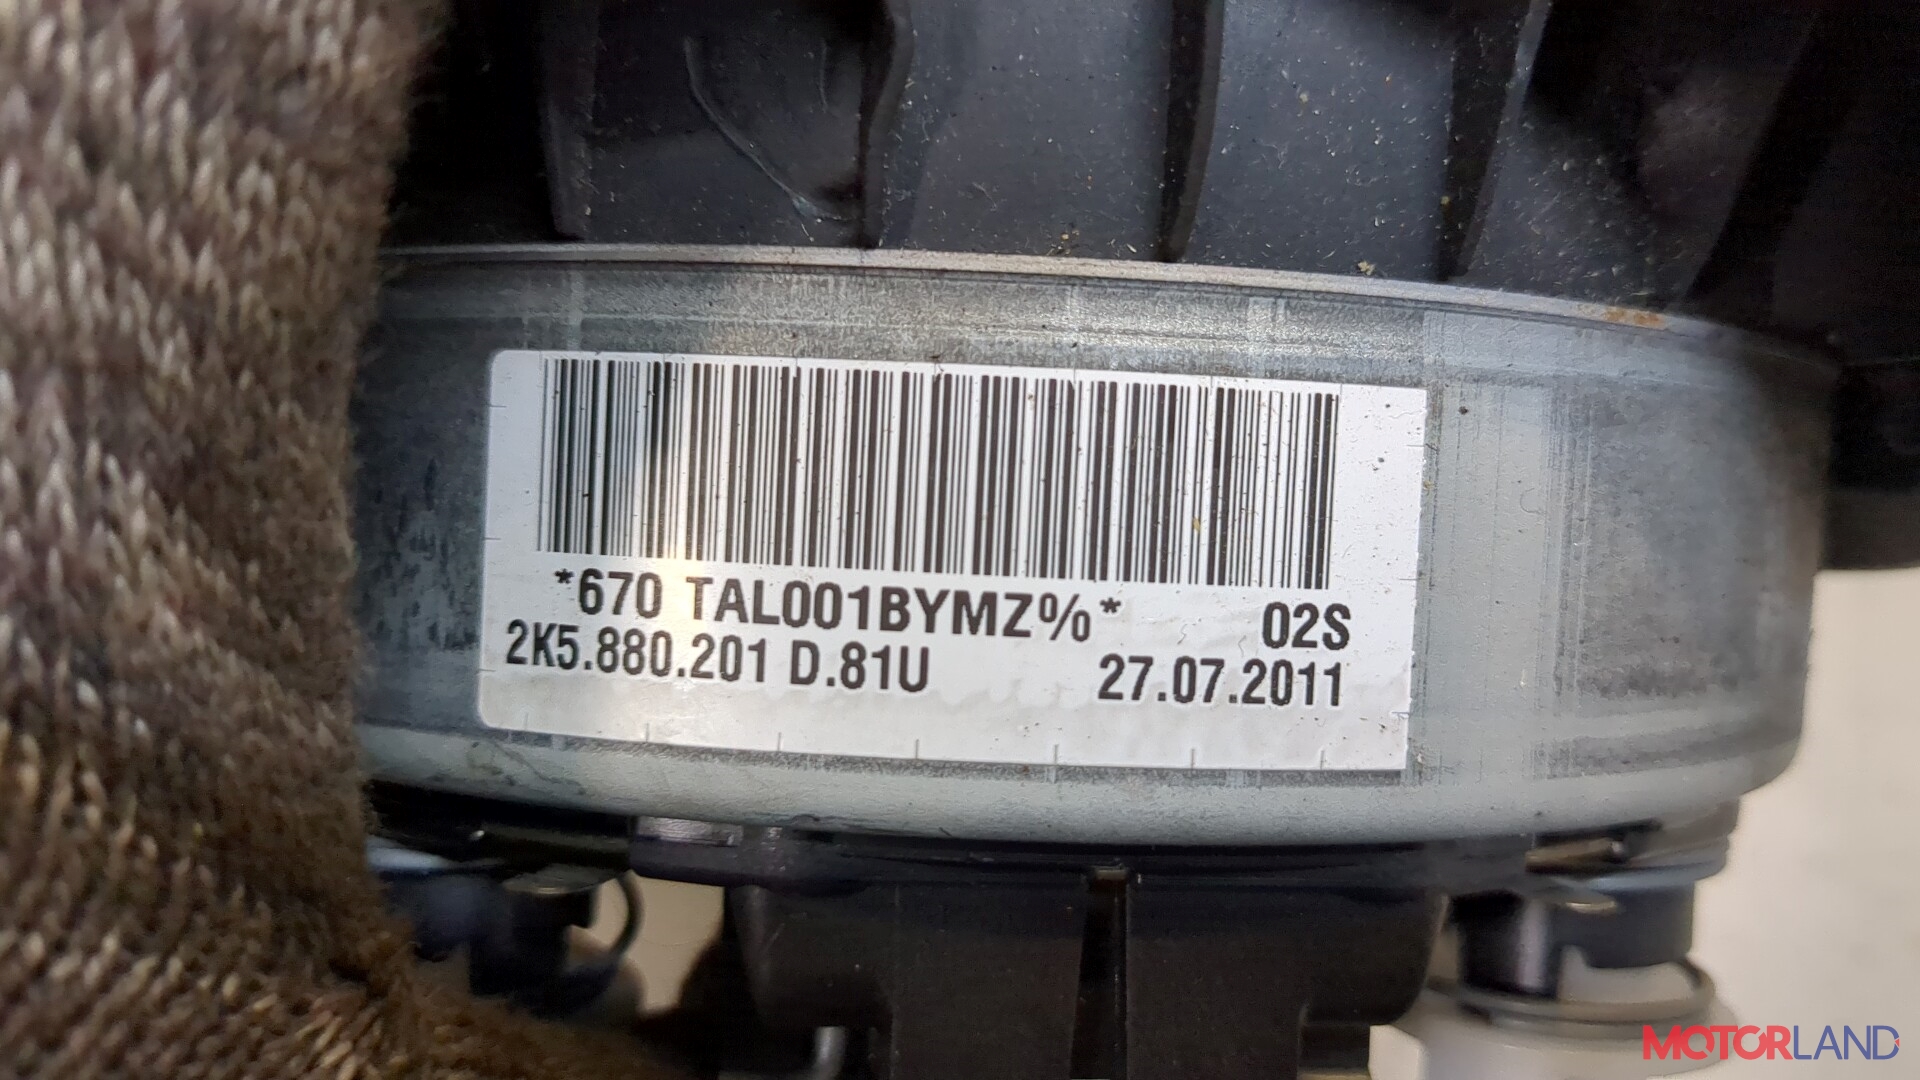 *670 TAL001BYMZ%* 02S
2K5.880.201 D.81U 27.07.2011
MOTORLAND